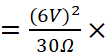 = (6V)² / 30Ω ×